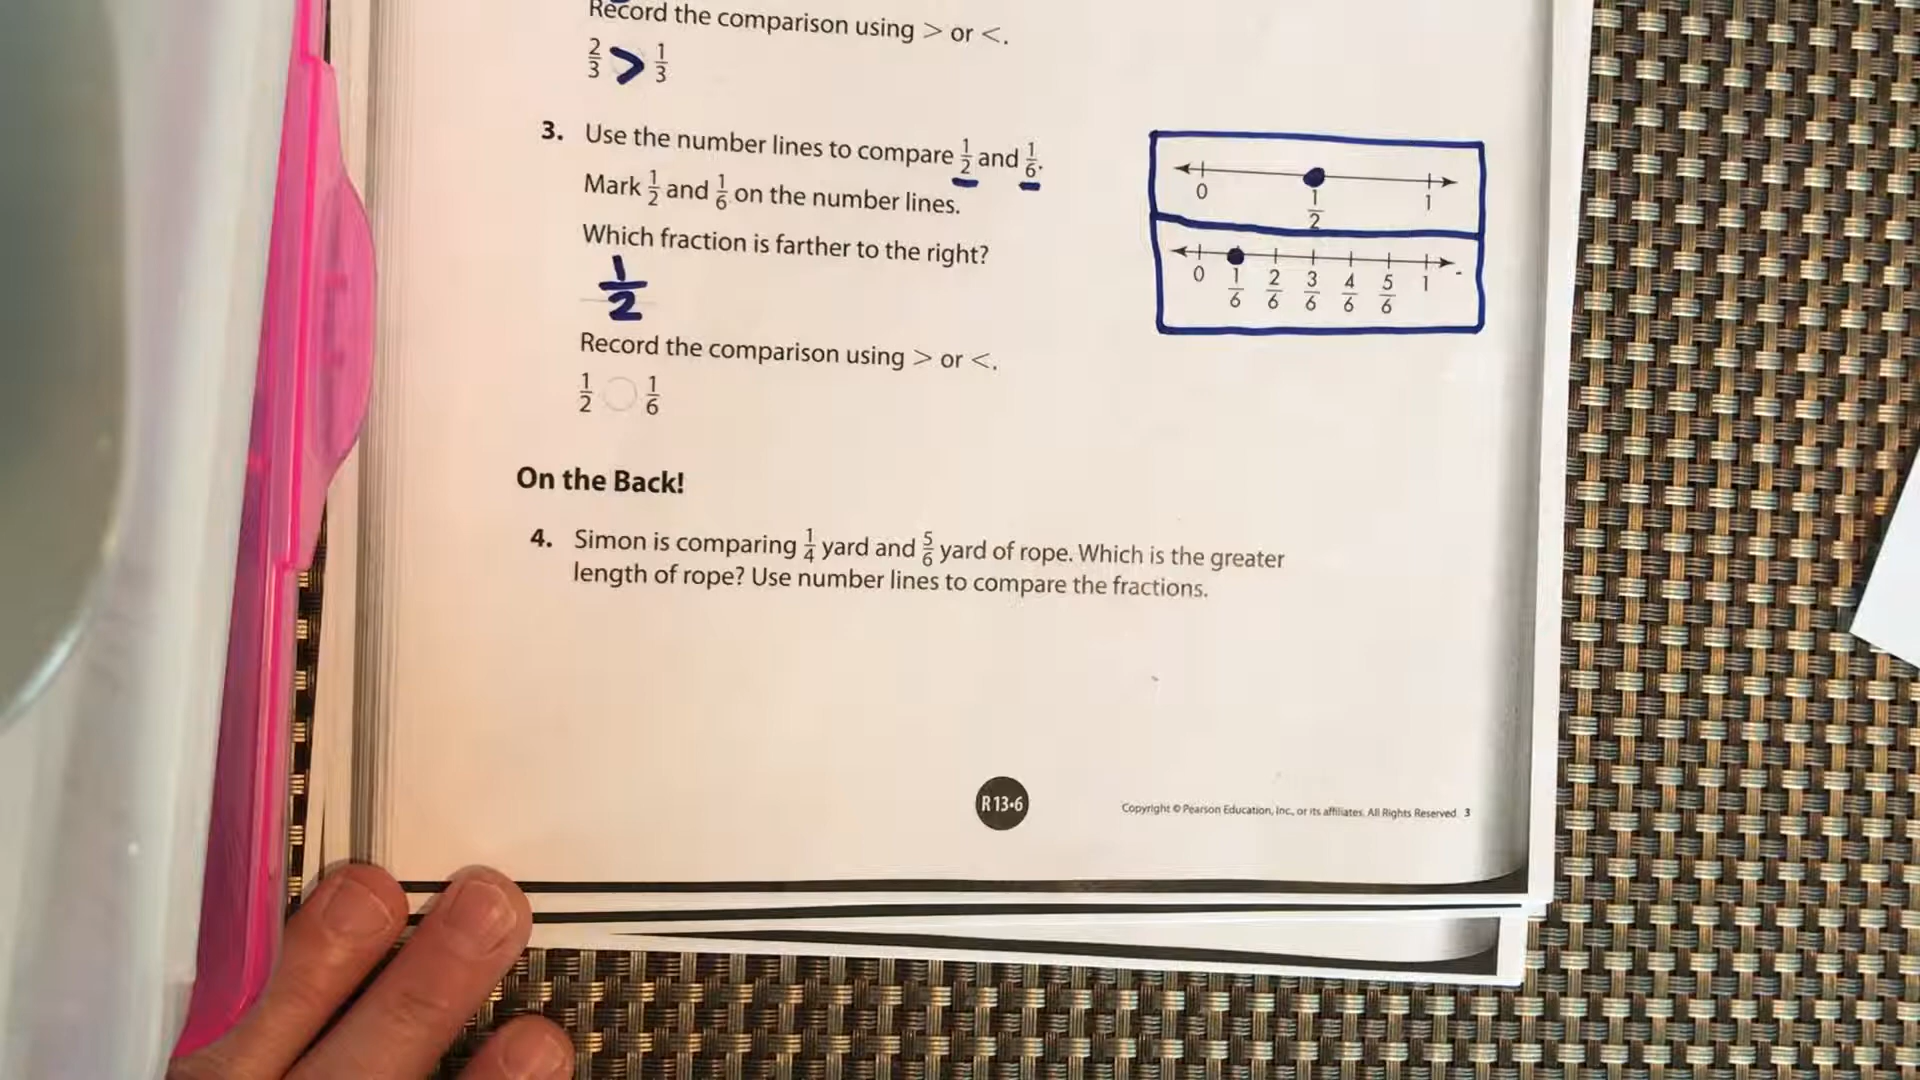 Record the comparison using > or <.
2/3 > 1/3
3. Use the number lines to compare 1/2 and 1/6.
Mark 1/2 and 1/6 on the number lines.
Which fraction is farther to the right?
1/2
Record the comparison using > or <.
1/2 ○ 1/6
0 1/2 1
0 1/6 2/6 3/6 4/6 5/6 1
On the Back!
4. Simon is comparing 1/4 yard and 5/6 yard of rope. Which is the greater
length of rope? Use number lines to compare the fractions.
R 13•6
Copyright © Pearson Education, Inc., or its affiliates. All Rights Reserved. 3